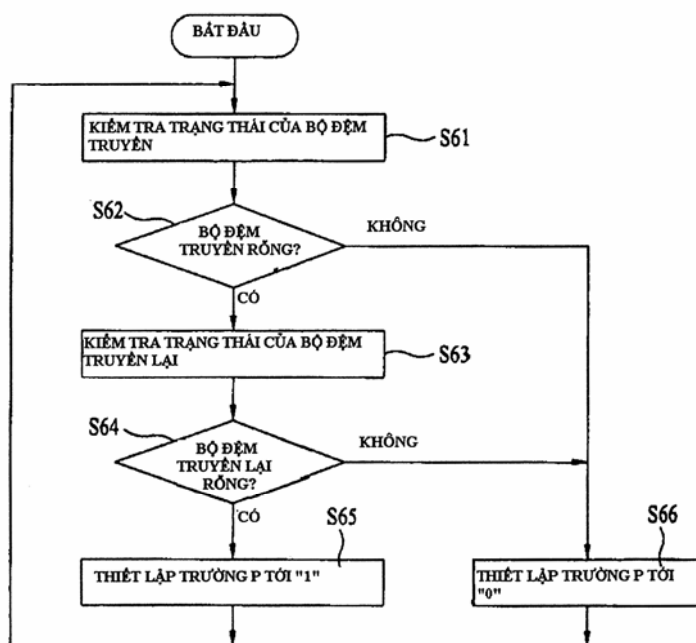 BẮT ĐẦU
KIỂM TRA TRẠNG THÁI CỦA BỘ ĐỆM
TRUYỀN
S61
S62
BỘ ĐỆM
TRUYỀN RỖNG?
KHÔNG
CÓ
KIỂM TRA TRẠNG THÁI CỦA BỘ ĐỆM
TRUYỀN LẠI
S63
S64
BỘ ĐỆM
TRUYỀN LẠI
RỖNG?
KHÔNG
CÓ
S65
S66
THIẾT LẬP TRƯỜNG P TỚI "1"
THIẾT LẬP TRƯỜNG P TỚI
"0"